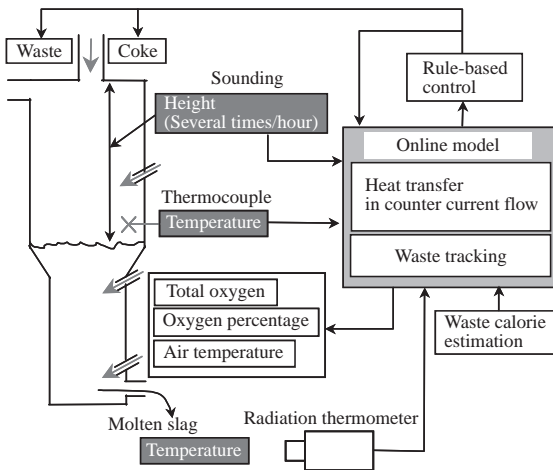 Waste
Coke
Rule-based
control
Sounding
Height
(Several times/hour)
Online model
Heat transfer
in counter current flow
Waste tracking
Thermocouple
Temperature
Total oxygen
Oxygen percentage
Air temperature
Waste calorie
estimation
Molten slag
Temperature
Radiation thermometer